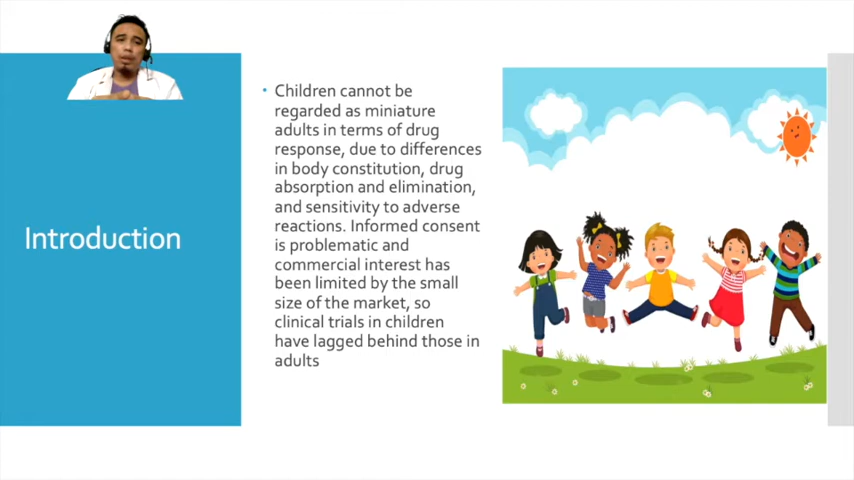 Introduction
• Children cannot be
regarded as miniature
adults in terms of drug
response, due to differences
in body constitution, drug
absorption and elimination,
and sensitivity to adverse
reactions. Informed consent
is problematic and
commercial interest has
been limited by the small
size of the market, so
clinical trials in children
have lagged behind those in
adults